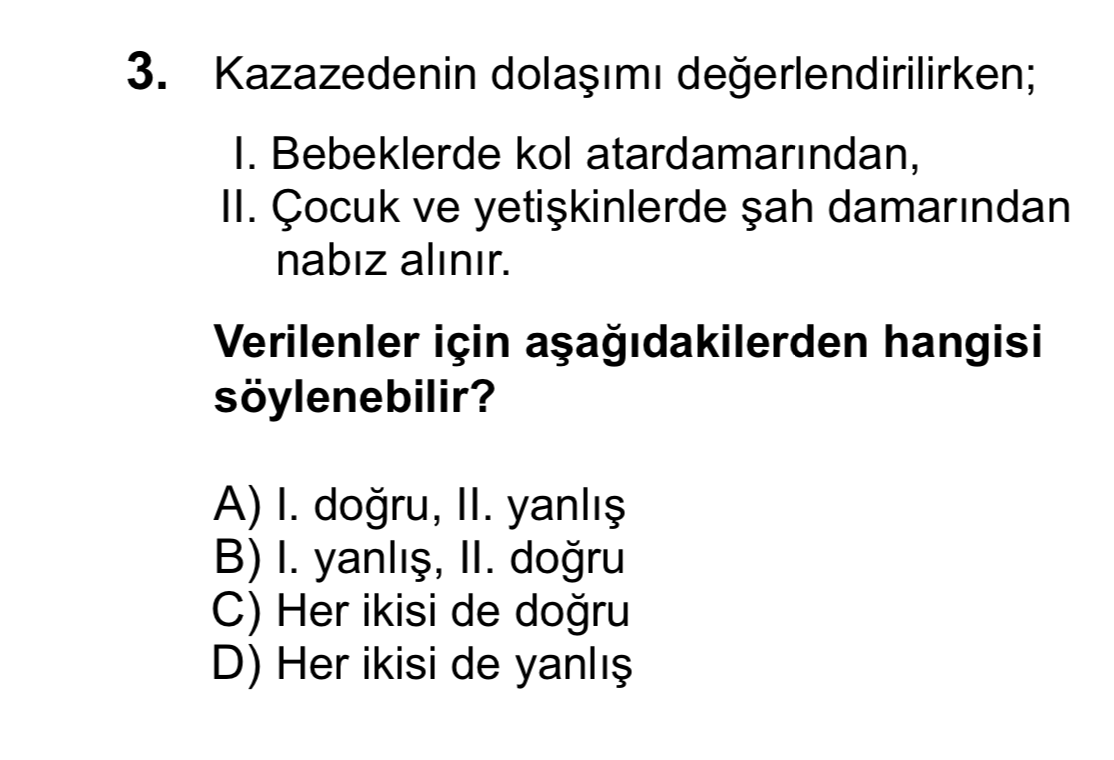 3. Kazazedenin dolaşımı değerlendirilirken;
I. Bebeklerde kol atardamarından,
II. Çocuk ve yetişkinlerde şah damarından
nabız alınır.
Verilenler için aşağıdakilerden hangisi
söylenebilir?
A) I. doğru, II. yanlış
B) I. yanlış, II. doğru
C) Her ikisi de doğru
D) Her ikisi de yanlış